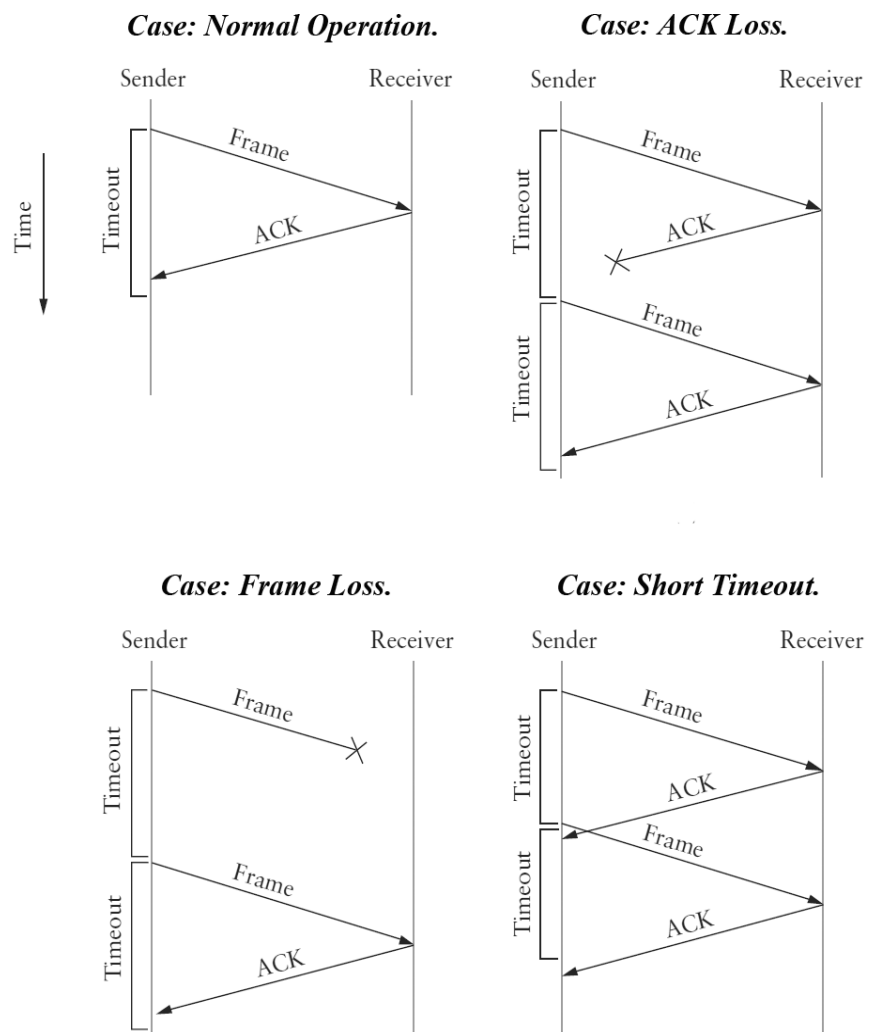 Case: Normal Operation.
Sender
Receiver
Time
Timeout
Frame
ACK
Case: ACK Loss.
Sender
Receiver
Timeout
Frame
ACK
Timeout
Frame
ACK
Case: Frame Loss.
Sender
Receiver
Timeout
Frame
Timeout
Frame
ACK
Case: Short Timeout.
Sender
Receiver
Timeout
Frame
ACK
Timeout
Frame
ACK